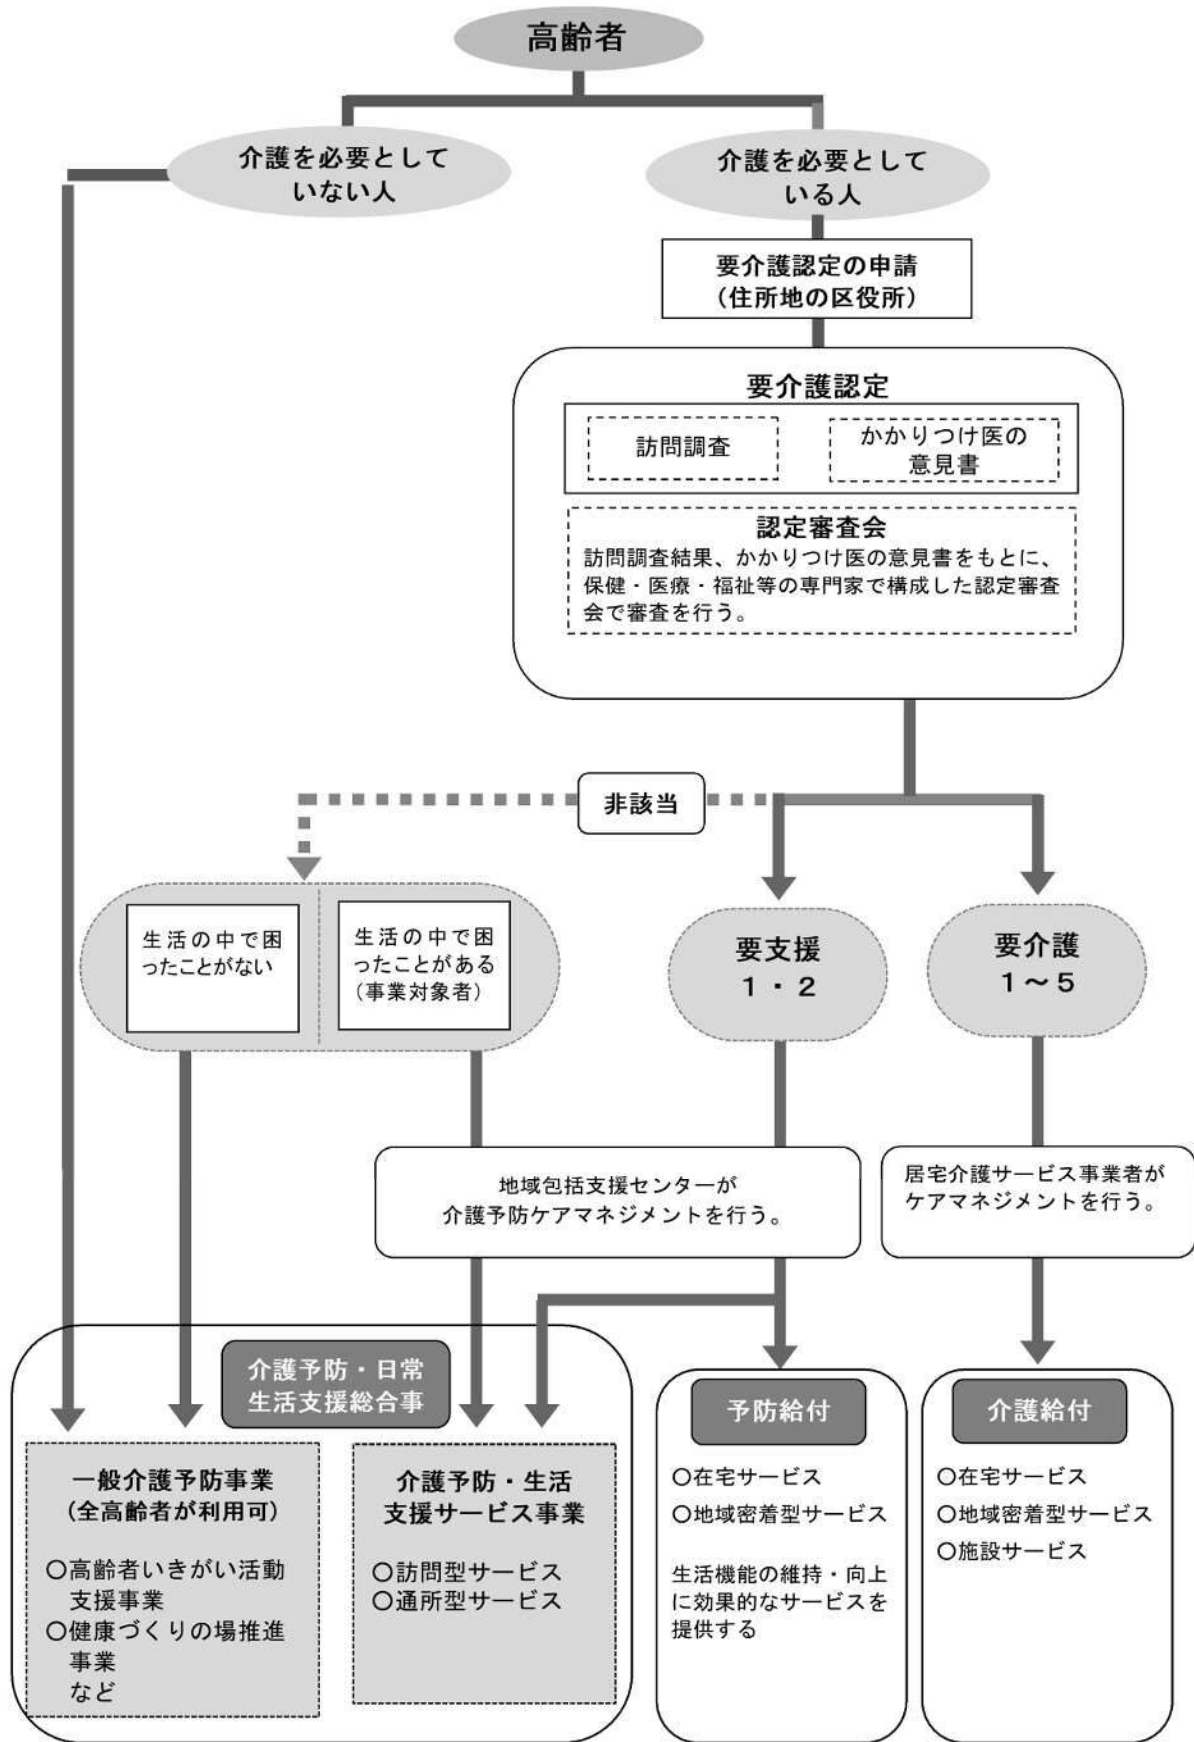 高齢者
介護を必要として
いない人
介護を必要として
いる人
要介護認定の申請
(住所地の区役所)
要介護認定
訪問調査
かかりつけ医の
意見書
認定審査会
訪問調査結果、かかりつけ医の意見書をもとに、
保健・医療・福祉等の専門家で構成した認定審査
会で審査を行う。
非該当
生活の中で困
ったことがない
生活の中で困
ったことがある
(事業対象者)
要支援
1・2
要介護
1～5
地域包括支援センターが
介護予防ケアマネジメントを行う。
居宅介護サービス事業者が
ケアマネジメントを行う。
介護予防・日常
生活支援総合事
一般介護予防事業
(全高齢者が利用可)
○高齢者いきがい活動
支援事業
○健康づくりの場推進
事業
など
介護予防・生活
支援サービス事業
○訪問型サービス
○通所型サービス
予防給付
○在宅サービス
○地域密着型サービス
生活機能の維持・向上
に効果的なサービスを
提供する
介護給付
○在宅サービス
○地域密着型サービス
○施設サービス